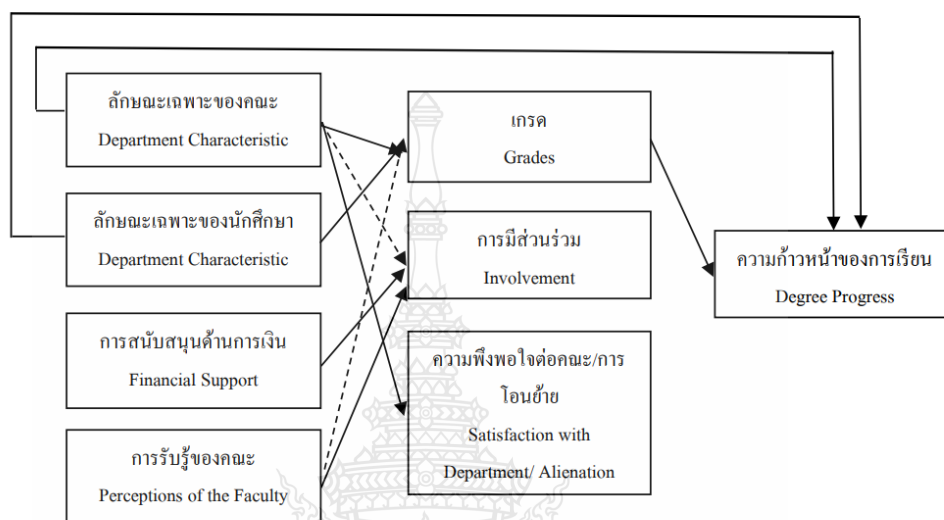 ลักษณะเฉพาะของคณะ
Department Characteristic
ลักษณะเฉพาะของนักศึกษา
Department Characteristic
การสนับสนุนด้านการเงิน
Financial Support
การรับรู้ของคณะ
Perceptions of the Faculty
เกรด
Grades
การมีส่วนร่วม
Involvement
ความพึงพอใจต่อคณะ/การ
โอนย้าย
Satisfaction with
Department/ Alienation
ความก้าวหน้าของการเรียน
Degree Progress